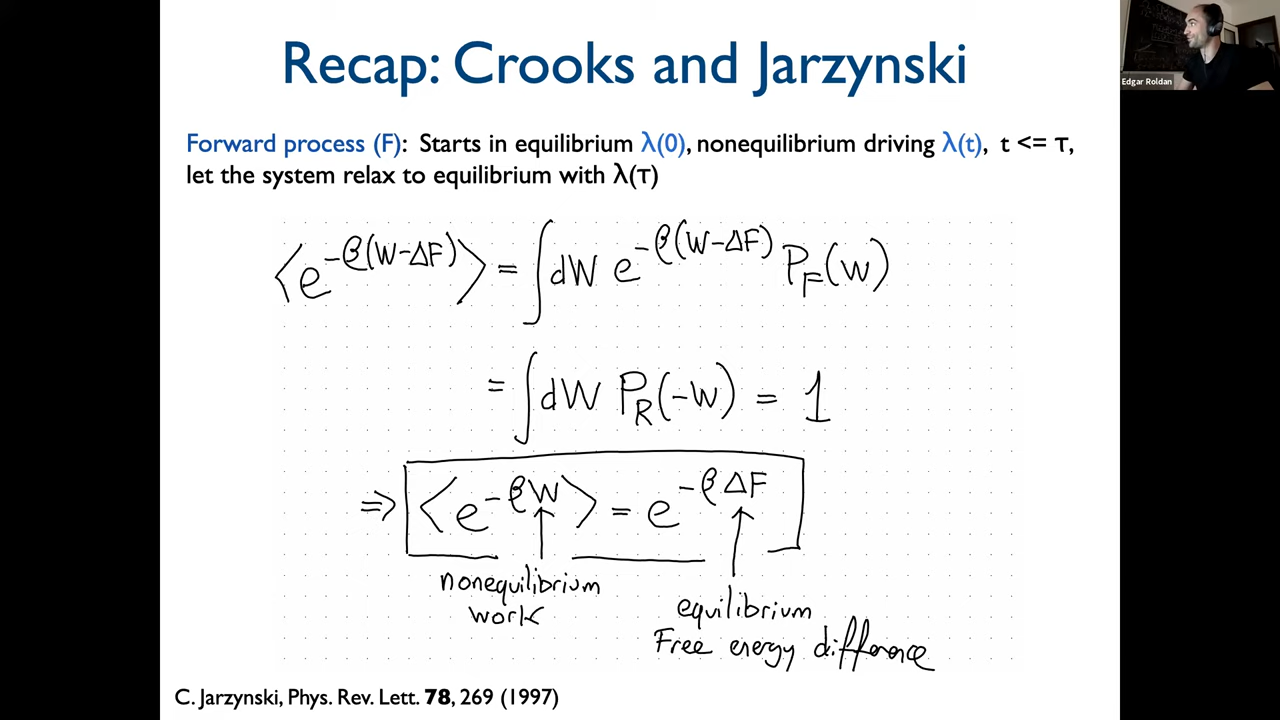 Recap: Crooks and Jarzynski
Edgar Roldan
Forward process (F): Starts in equilibrium λ(0), nonequilibrium driving λ(t), t <= τ,
let the system relax to equilibrium with λ(τ)
⟨e^{-β(W-ΔF)}⟩ = ∫dW e^{-β(W-ΔF)} P_F(W)
= ∫dW P_R(-W) = 1
⇒ ⟨e^{-βW}⟩ = e^{-βΔF}
nonequilibrium
work
equilibrium
Free energy difference
C. Jarzynski, Phys. Rev. Lett. 78, 269 (1997)